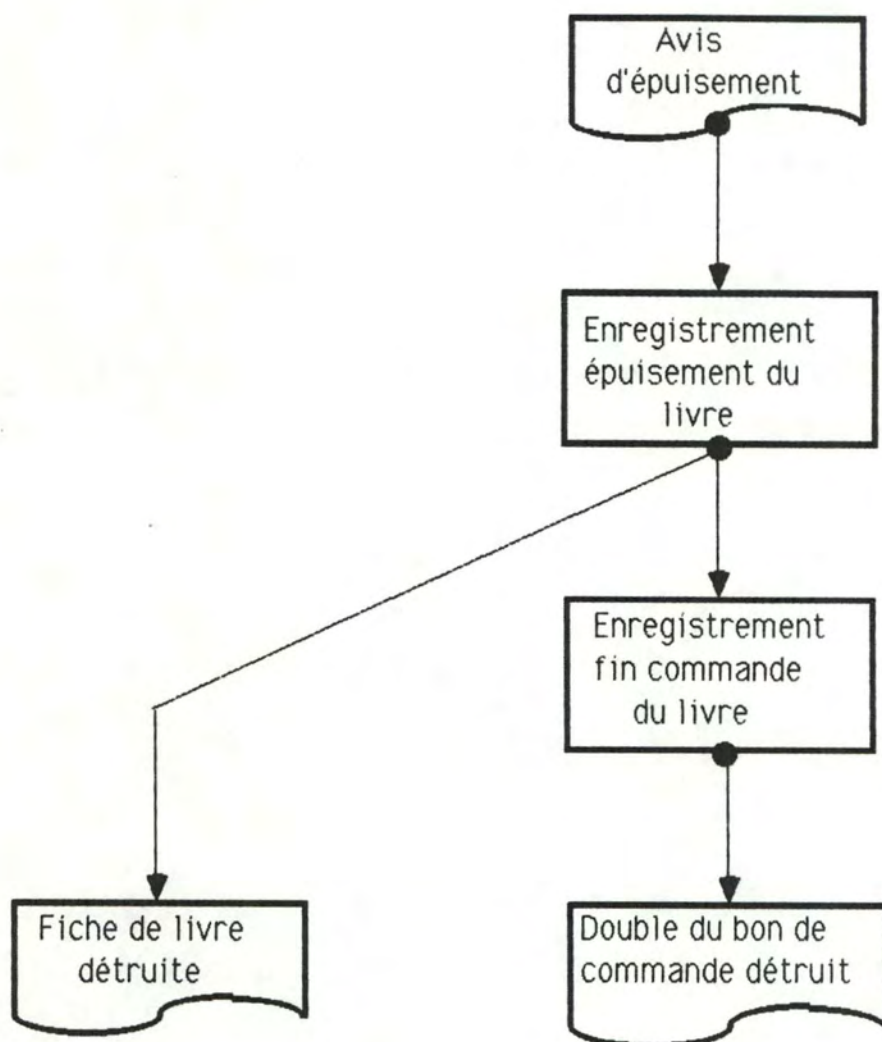 Avis
d'épuisement
Enregistrement
épuisement du
livre
Enregistrement
fin commande
du livre
Fiche de livre
détruite
Double du bon de
commande détruit